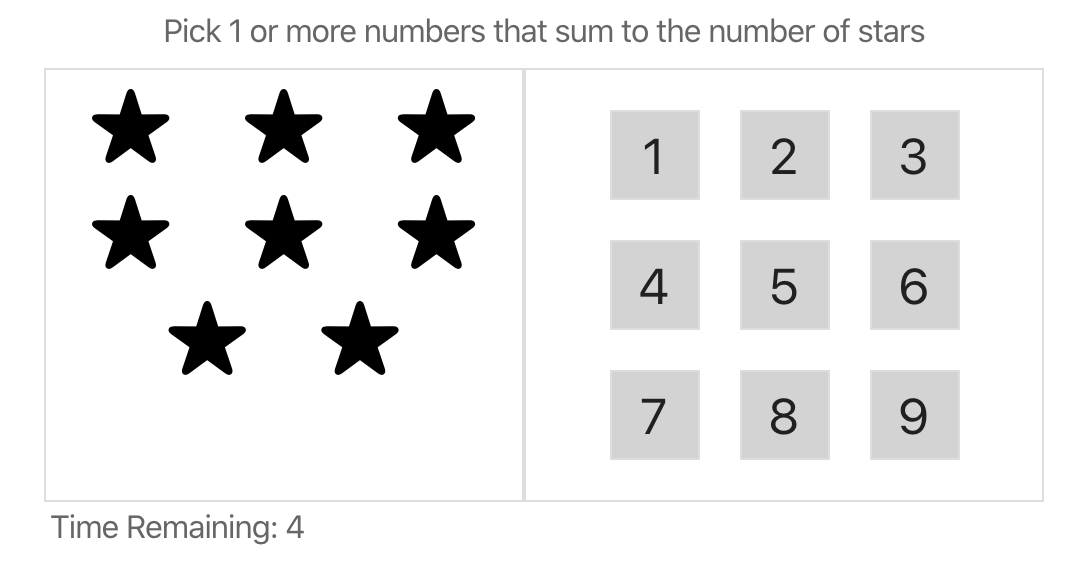 Pick 1 or more numbers that sum to the number of stars
1 2 3
4 5 6
7 8 9
Time Remaining: 4